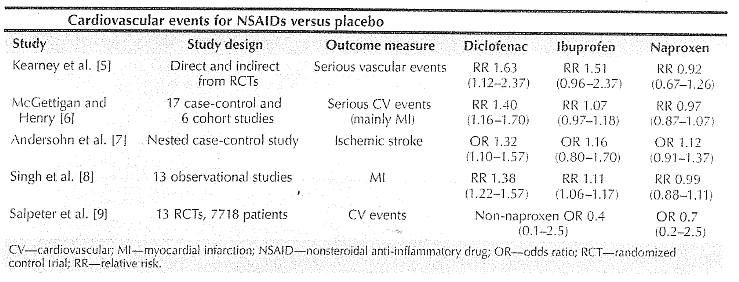 Cardiovascular events for NSAIDs versus placebo
Study Study design Outcome measure Diclofenac Ibuprofen Naproxen
Kearney et al. [5] Direct and indirect from RCTs Serious vascular events RR 1.63 (1.12–2.37) RR 1.51 (0.96–2.37) RR 0.92 (0.67–1.26)
McGettigan and Henry [6] 17 case-control and 6 cohort studies Serious CV events (mainly MI) RR 1.40 (1.16–1.70) RR 1.07 (0.97–1.18) RR 0.97 (0.87–1.07)
Andersohn et al. [7] Nested case-control study Ischemic stroke OR 1.32 (1.10–1.57) OR 1.16 (0.80–1.70) OR 1.12 (0.91–1.37)
Singh et al. [8] 13 observational studies MI RR 1.38 (1.22–1.57) RR 1.11 (1.06–1.17) RR 0.99 (0.88–1.11)
Salpeter et al. [9] 13 RCTs, 7718 patients CV events Non-naproxen OR 0.4 (0.1–2.5) OR 0.7 (0.2–2.5)
CV—cardiovascular; MI—myocardial infarction; NSAID—nonsteroidal anti-inflammatory drug; OR—odds ratio; RCT—randomized
control trial; RR—relative risk.